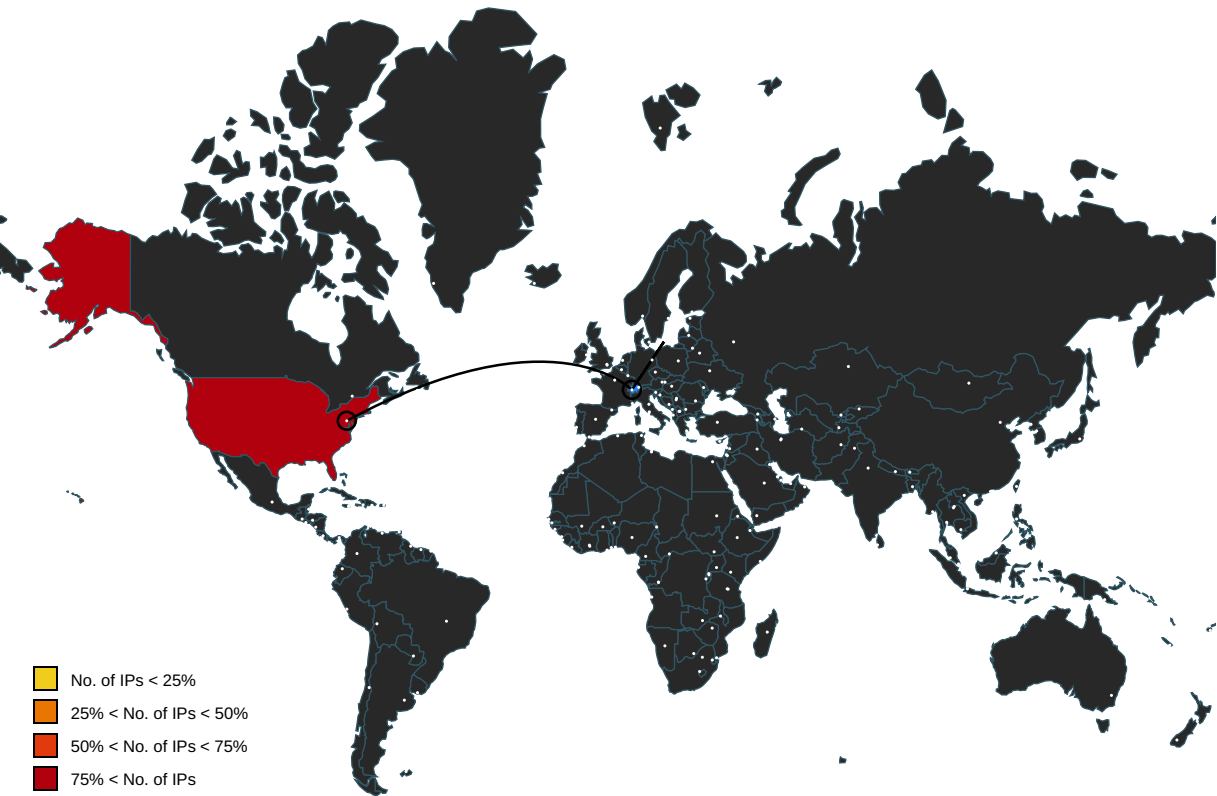 No. of IPs < 25%
25% < No. of IPs < 50%
50% < No. of IPs < 75%
75% < No. of IPs